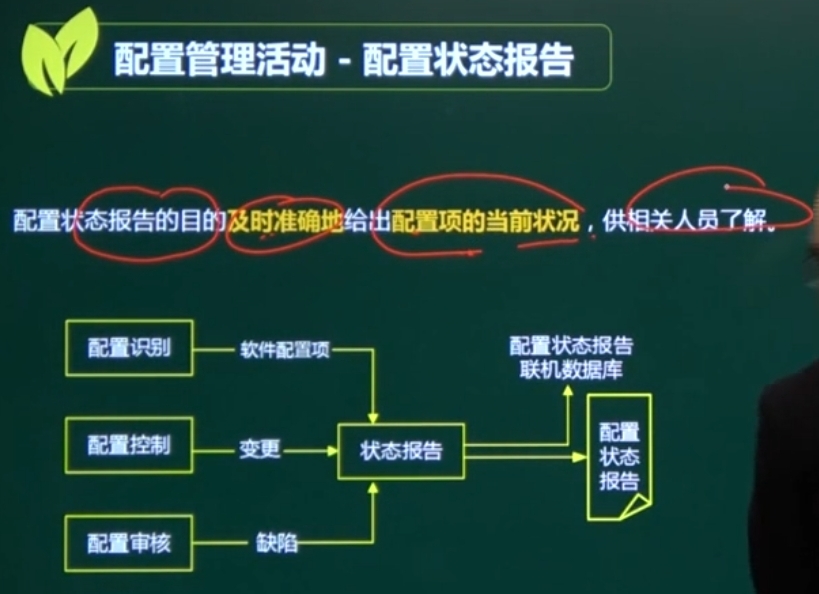 配置管理活动 - 配置状态报告
配置状态报告的目的及时准确地给出配置项的当前状况，供相关人员了解。
配置识别
软件配置项
配置控制
变更
配置审核
缺陷
状态报告
配置状态报告
联机数据库
配置
状态
报告